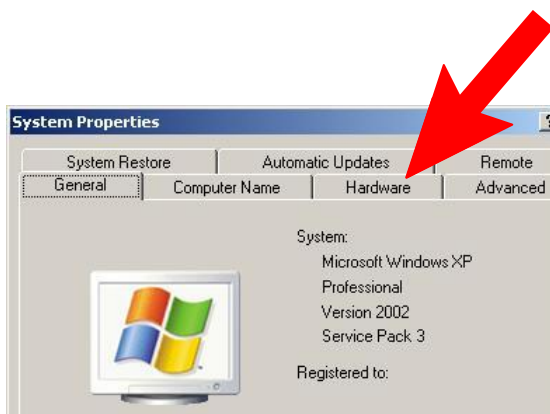 System Properties
?
System Restore Automatic Updates Remote
General Computer Name Hardware Advanced
System:
Microsoft Windows XP
Professional
Version 2002
Service Pack 3
Registered to: